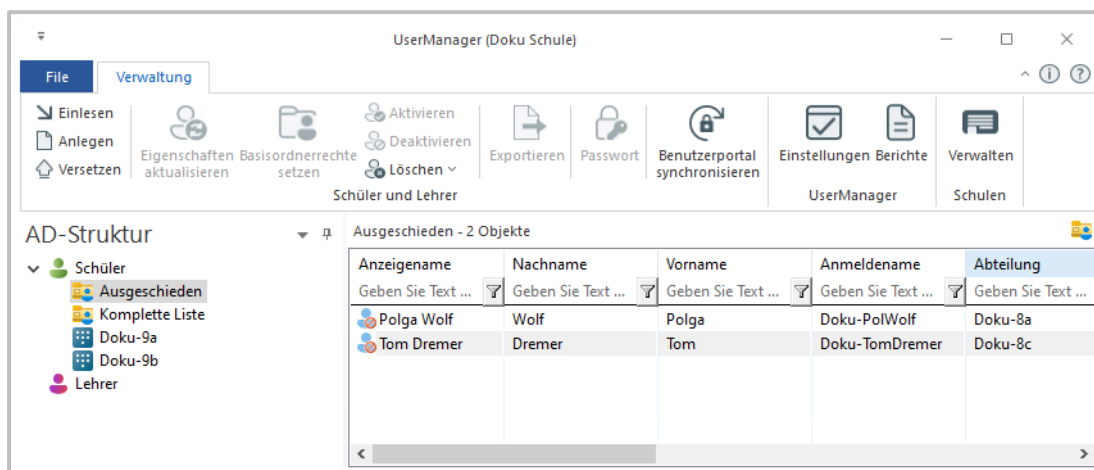 UserManager (Doku Schule)
File Verwaltung
Einlesen
Anlegen
Versetzen
Eigenschaften
aktualisieren
Basisordnerrechte
setzen
Aktivieren
Deaktivieren
Löschen
Exportieren
Passwort
Benutzerportal
synchronisieren
Einstellungen
Berichte
Verwalten
Schüler und Lehrer UserManager Schulen
AD-Struktur
Schüler
Ausgeschieden
Komplette Liste
Doku-9a
Doku-9b
Lehrer
Ausgeschieden - 2 Objekte
Anzeigename Nachname Vorname Anmeldename Abteilung
Geben Sie Text ... Geben Sie Text ... Geben Sie Text ... Geben Sie Text ... Geben Sie Text ...
Polga Wolf Wolf Polga Doku-PolWolf Doku-8a
Tom Dremer Dremer Tom Doku-TomDremer Doku-8c